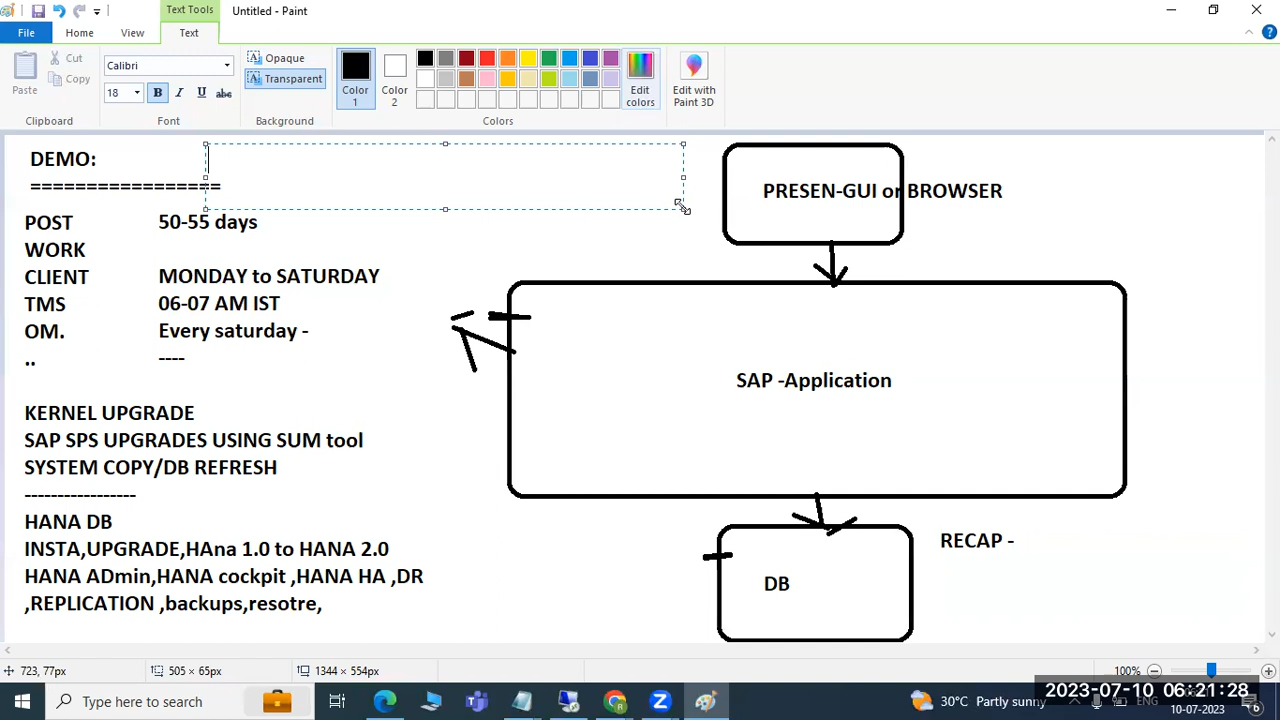 Text Tools
Untitled - Paint
File
Home
View
Text
Paste
Cut
Copy
Clipboard
Calibri
18
B I U abc
Font
Opaque
Transparent
Background
Color 1
Color 2
Edit colors
Colors
Edit with Paint 3D
DEMO:
=================
POST 50-55 days
WORK
CLIENT MONDAY to SATURDAY
TMS 06-07 AM IST
OM. Every saturday -
.. ----
KERNEL UPGRADE
SAP SPS UPGRADES USING SUM tool
SYSTEM COPY/DB REFRESH
-----------------
HANA DB
INSTA,UPGRADE,HAna 1.0 to HANA 2.0
HANA ADmin,HANA cockpit ,HANA HA ,DR
,REPLICATION ,backups,resotre,
PRESEN-GUI or BROWSER
SAP -Application
DB
RECAP -
723, 77px
505 × 65px
1344 × 554px
100%
Type here to search
30°C Partly sunny
ENG
2023-07-10 06:21:28
10-07-2023